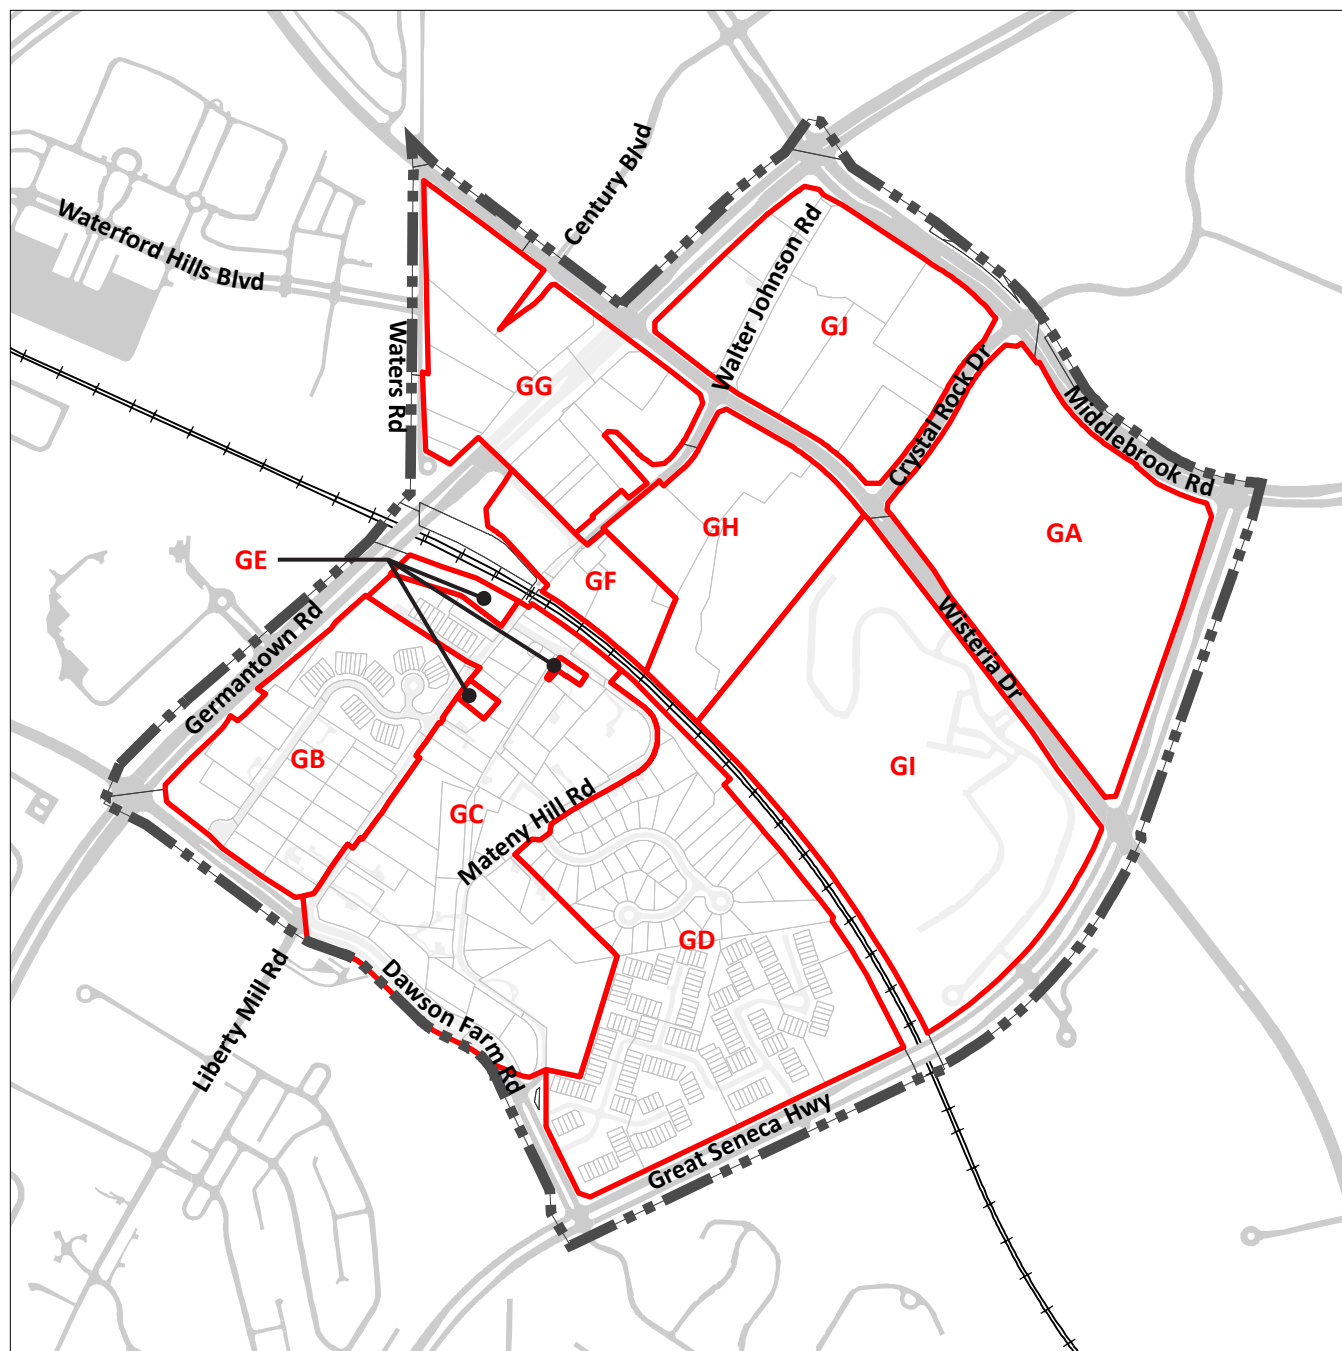 Century Blvd
Waterford Hills Blvd
Walter Johnson Rd
Waters Rd
GJ
GG
Crystal Rock Dr
Middlebrook Rd
GH
GA
GE
GF
Germantown Rd
Wisteria Dr
GB
GI
GC
Mateny Hill Rd
GD
Dawson Farm Rd
Liberty Mill Rd
Great Seneca Hwy